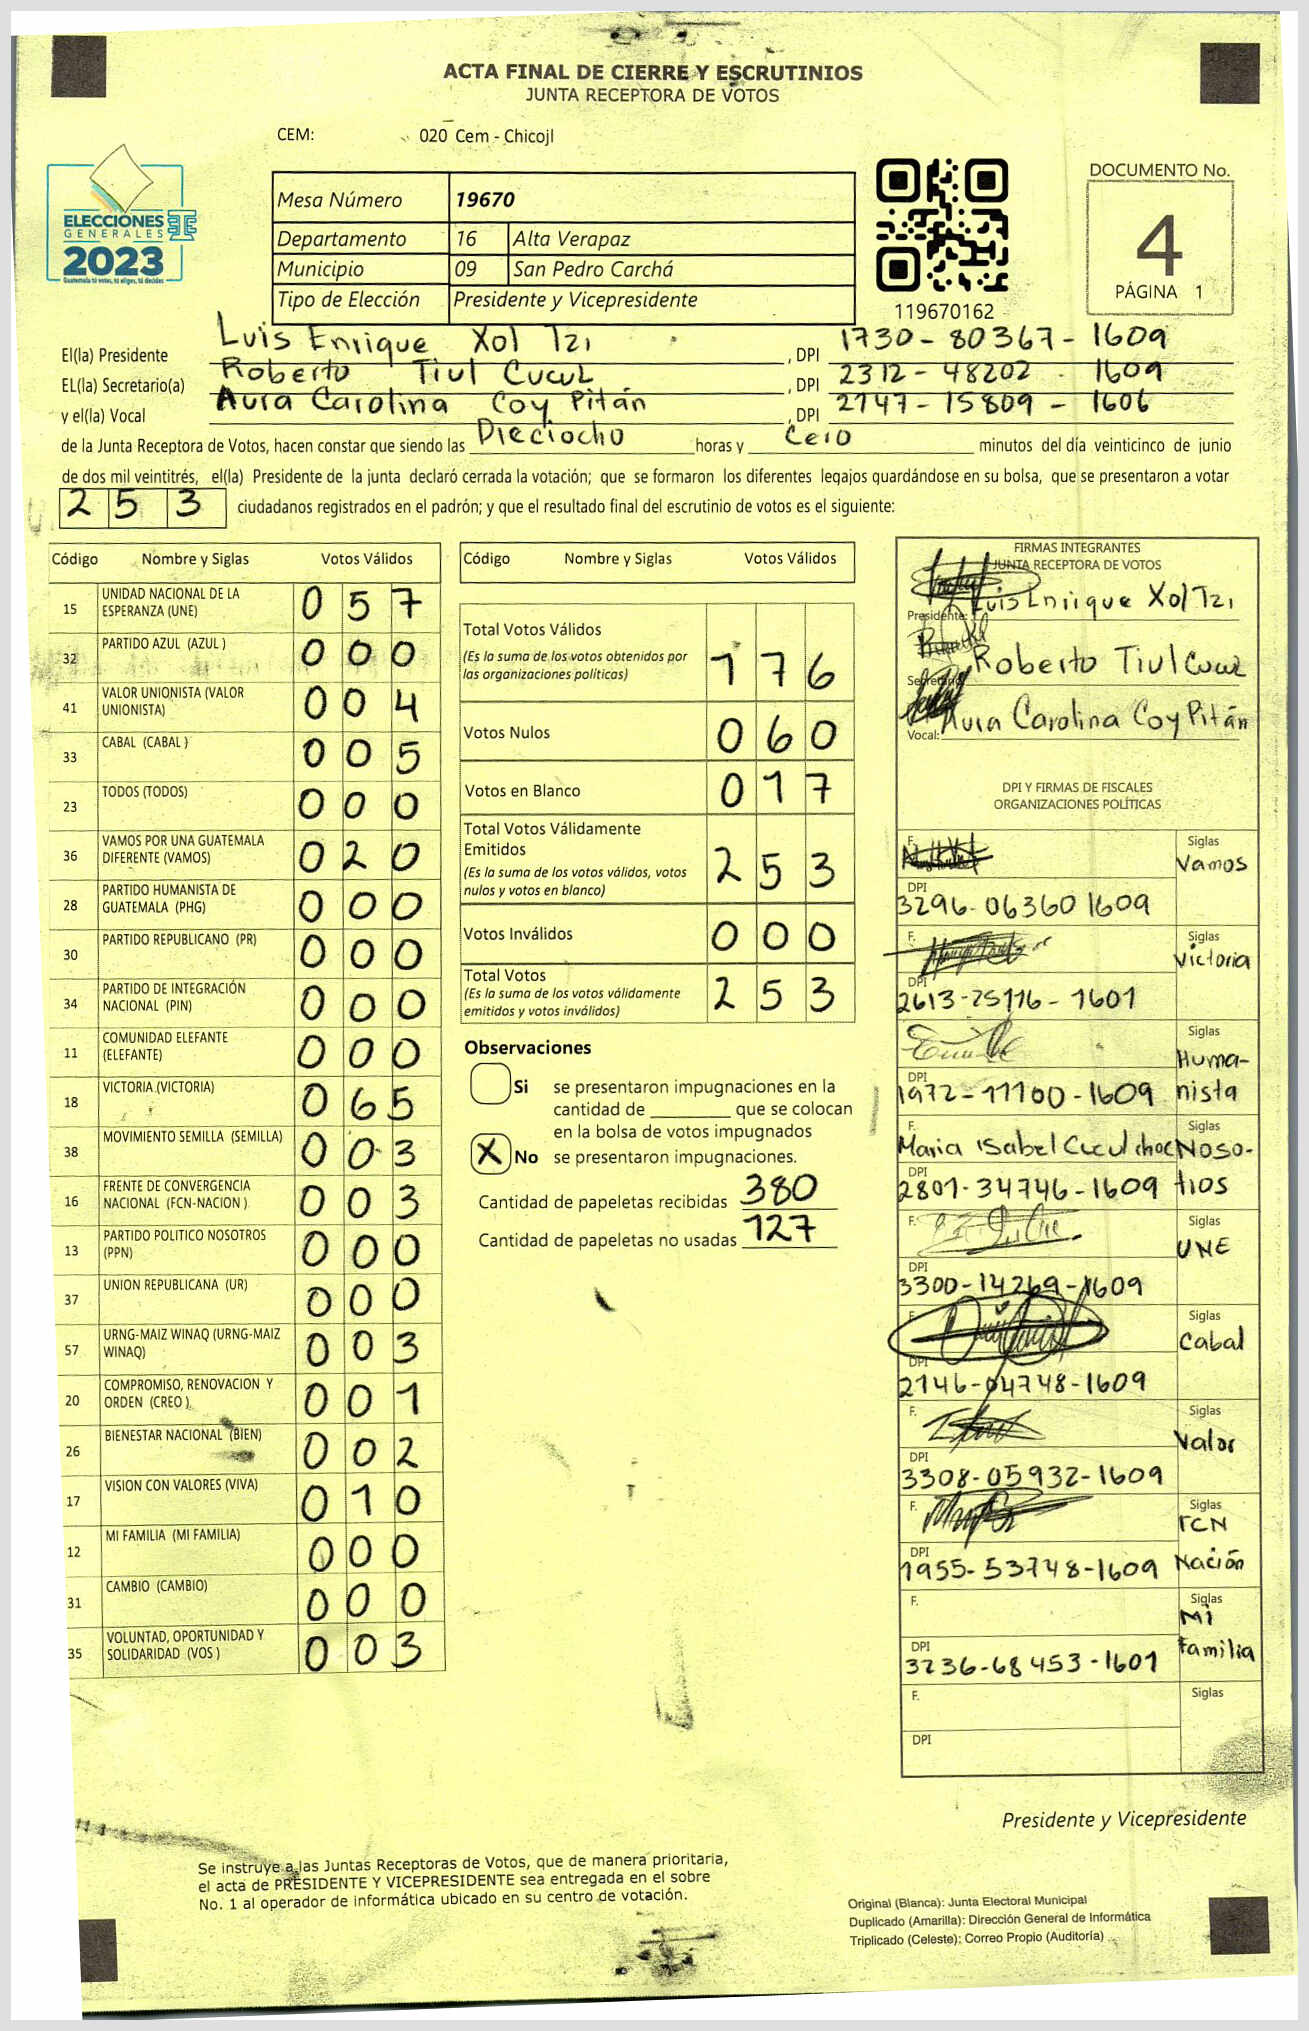 ACTA FINAL DE CIERRE Y ESCRUTINIOS
JUNTA RECEPTORA DE VOTOS
CEM: 020 Cem - Chicojl
ELECCIONES
GENERALES
2023
Guatemala tú votas, tú eliges, tú decides
Mesa Número 19670
Departamento 16 Alta Verapaz
Municipio 09 San Pedro Carchá
Tipo de Elección Presidente y Vicepresidente
119670162
DOCUMENTO No.
4
PÁGINA 1
El(la) Presidente Luis Enrique Xol Tzi , DPI 1730-80367-1609
EL(la) Secretario(a) Roberto Tiul Cucul , DPI 2312-48202-1609
y el(la) Vocal Aura Carolina Coy Pitán , DPI 2147-15809-1606
de la Junta Receptora de Votos, hacen constar que siendo las Dieciocho horas y Cero minutos del día veinticinco de junio
de dos mil veintitrés, el(la) Presidente de la junta declaró cerrada la votación; que se formaron los diferentes legajos guardándose en su bolsa, que se presentaron a votar
253 ciudadanos registrados en el padrón; y que el resultado final del escrutinio de votos es el siguiente:
Código Nombre y Siglas Votos Válidos
15 UNIDAD NACIONAL DE LA ESPERANZA (UNE) 057
32 PARTIDO AZUL (AZUL ) 000
41 VALOR UNIONISTA (VALOR UNIONISTA) 004
33 CABAL (CABAL ) 005
23 TODOS (TODOS) 000
36 VAMOS POR UNA GUATEMALA DIFERENTE (VAMOS) 020
28 PARTIDO HUMANISTA DE GUATEMALA (PHG) 000
30 PARTIDO REPUBLICANO (PR) 000
34 PARTIDO DE INTEGRACIÓN NACIONAL (PIN) 000
11 COMUNIDAD ELEFANTE (ELEFANTE) 000
18 VICTORIA (VICTORIA) 065
38 MOVIMIENTO SEMILLA (SEMILLA) 003
16 FRENTE DE CONVERGENCIA NACIONAL (FCN-NACION ) 003
13 PARTIDO POLITICO NOSOTROS (PPN) 000
37 UNION REPUBLICANA (UR) 000
57 URNG-MAIZ WINAQ (URNG-MAIZ WINAQ) 003
20 COMPROMISO, RENOVACION Y ORDEN (CREO ) 001
26 BIENESTAR NACIONAL (BIEN) 002
17 VISION CON VALORES (VIVA) 010
12 MI FAMILIA (MI FAMILIA) 000
31 CAMBIO (CAMBIO) 000
35 VOLUNTAD, OPORTUNIDAD Y SOLIDARIDAD (VOS ) 003
Código Nombre y Siglas Votos Válidos
Total Votos Válidos 176
(Es la suma de los votos obtenidos por
las organizaciones políticas)
Votos Nulos 060
Votos en Blanco 017
Total Votos Válidamente
Emitidos 253
(Es la suma de los votos válidos, votos
nulos y votos en blanco)
Votos Inválidos 000
Total Votos 253
(Es la suma de los votos válidamente
emitidos y votos inválidos)
Observaciones
Si se presentaron impugnaciones en la
cantidad de ________ que se colocan
en la bolsa de votos impugnados
X No se presentaron impugnaciones.
Cantidad de papeletas recibidas 380
Cantidad de papeletas no usadas 127
FIRMAS INTEGRANTES
JUNTA RECEPTORA DE VOTOS
Presidente: Luis Enrique Xol Tzi
Secretario: Roberto Tiul Cucul
Vocal: Aura Carolina Coy Pitán
DPI Y FIRMAS DE FISCALES
ORGANIZACIONES POLÍTICAS
F. Siglas Vamos
DPI 3296-06360 1609
F. Siglas Victoria
DPI 2613-25116-1601
Siglas Humanista
DPI 1972-11100-1609
F. Maria Isabel Cucul choc Siglas Nosotros
DPI 2801-34746-1609
F. Siglas UNE
DPI 3300-14269-1609
F. Siglas Cabal
DPI 2146-04748-1609
F. Siglas Valor
DPI 3308-05932-1609
F. Siglas FCN Nación
DPI 1955-53748-1609
F. Siglas Mi familia
DPI 3236-68453-1601
F. Siglas
DPI
Presidente y Vicepresidente
Se instruye a las Juntas Receptoras de Votos, que de manera prioritaria,
el acta de PRESIDENTE Y VICEPRESIDENTE sea entregada en el sobre
No. 1 al operador de informática ubicado en su centro de votación.
Original (Blanca): Junta Electoral Municipal
Duplicado (Amarilla): Dirección General de Informática
Triplicado (Celeste): Correo Propio (Auditoría)